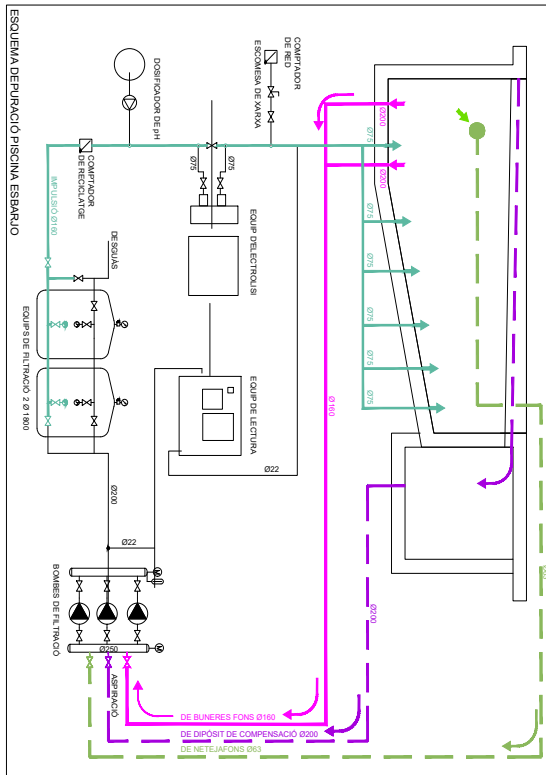 ESQUEMA DEPURACIÓ PISCINA ESBARJO
DOSIFICADOR DE pH
COMPTADOR
DE RED
ESCOMESA DE XARXA
COMPTADOR
DE RECICLATGE
IMPULSIÓ Ø160
DESGUÀS
EQUIPS DE FILTRACIÓ 2 Ø 1800
Ø75
Ø75
EQUIP D'ELECTROLISI
EQUIP DE LECTURA
Ø22
Ø22
Ø200
Ø200
Ø200
Ø75
Ø75
Ø75
Ø75
Ø75
Ø75
Ø160
Ø200
Ø63
BOMBES DE FILTRACIÓ
M
M
Ø250
ASPIRACIÓ
DE BUNERES FONS Ø160
DE DIPÓSIT DE COMPENSACIÓ Ø200
DE NETEJAFONS Ø63